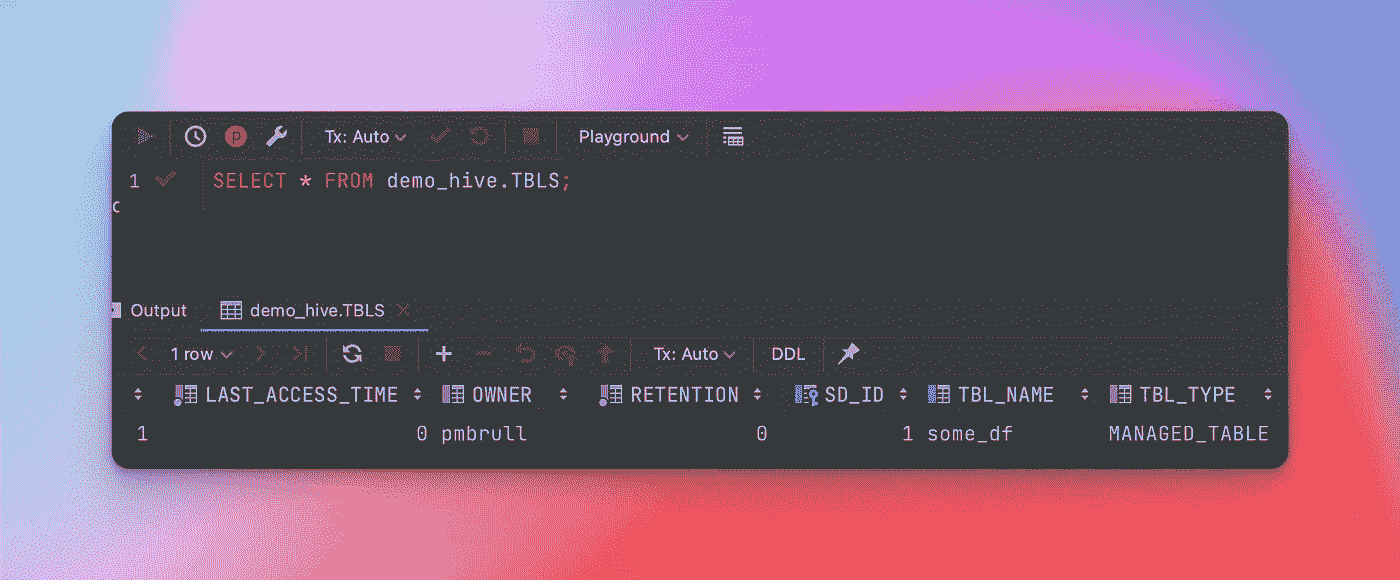 P Tx: Auto Playground
1 SELECT * FROM demo_hive.TBLS;
c
Output demo_hive.TBLS
1 row Tx: Auto DDL
LAST_ACCESS_TIME OWNER RETENTION SD_ID TBL_NAME TBL_TYPE
1 0 pmbrull 0 1 some_df MANAGED_TABLE